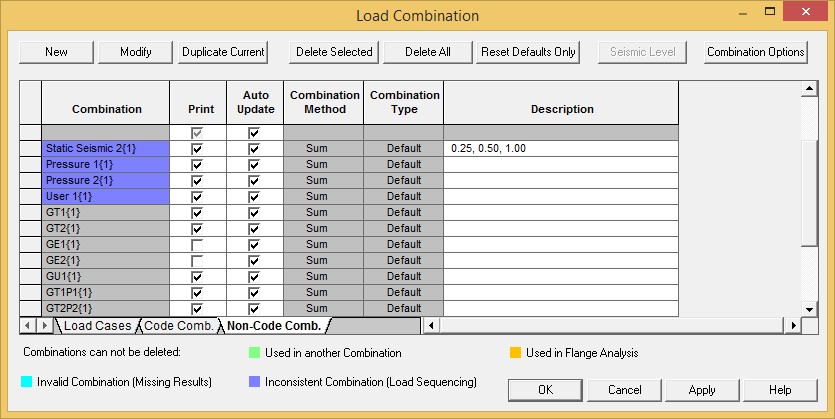 Load Combination
New Modify Duplicate Current Delete Selected Delete All Reset Defaults Only Seismic Level Combination Options
Combination Print Auto Update Combination Method Combination Type Description
Static Seismic 2{1} Sum Default 0.25, 0.50, 1.00
Pressure 1{1} Sum Default
Pressure 2{1} Sum Default
User 1{1} Sum Default
GT1{1} Sum Default
GT2{1} Sum Default
GE1{1} Sum Default
GE2{1} Sum Default
GU1{1} Sum Default
GT1P1{1} Sum Default
GT2P2{1} Sum Default
Load Cases Code Comb. Non-Code Comb.
Combinations can not be deleted: Used in another Combination Used in Flange Analysis
Invalid Combination (Missing Results) Inconsistent Combination (Load Sequencing)
OK Cancel Apply Help